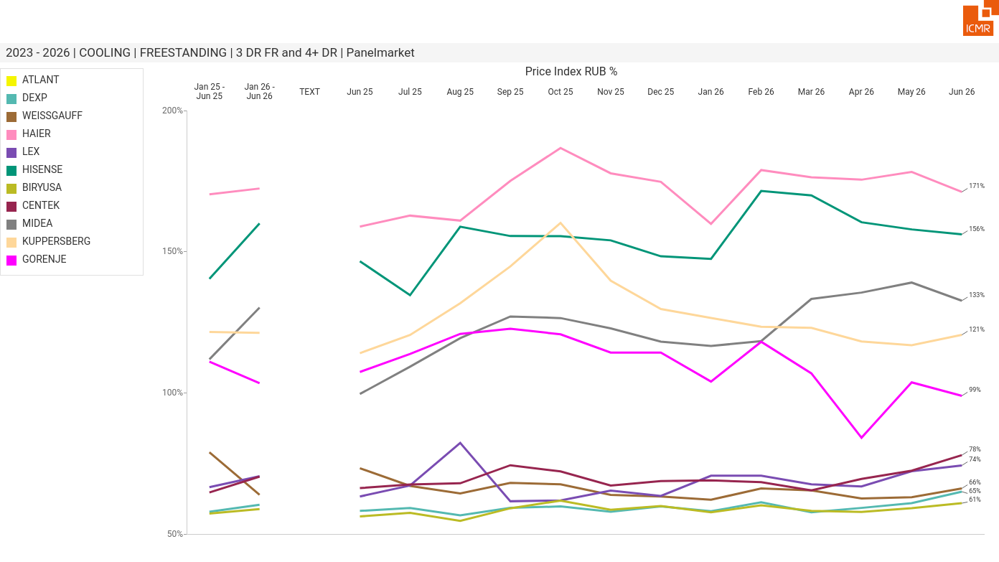 ICMR
2023 - 2026 | COOLING | FREESTANDING | 3 DR FR and 4+ DR | Panelmarket
ATLANT
DEXP
WEISSGAUFF
HAIER
LEX
HISENSE
BIRYUSA
CENTEK
MIDEA
KUPPERSBERG
GORENJE
Price Index RUB %
Jan 25 -
Jun 25
Jan 26 -
Jun 26
TEXT
Jun 25
Jul 25
Aug 25
Sep 25
Oct 25
Nov 25
Dec 25
Jan 26
Feb 26
Mar 26
Apr 26
May 26
Jun 26
200%
150%
100%
50%
171%
156%
133%
121%
99%
78%
74%
66%
65%
61%